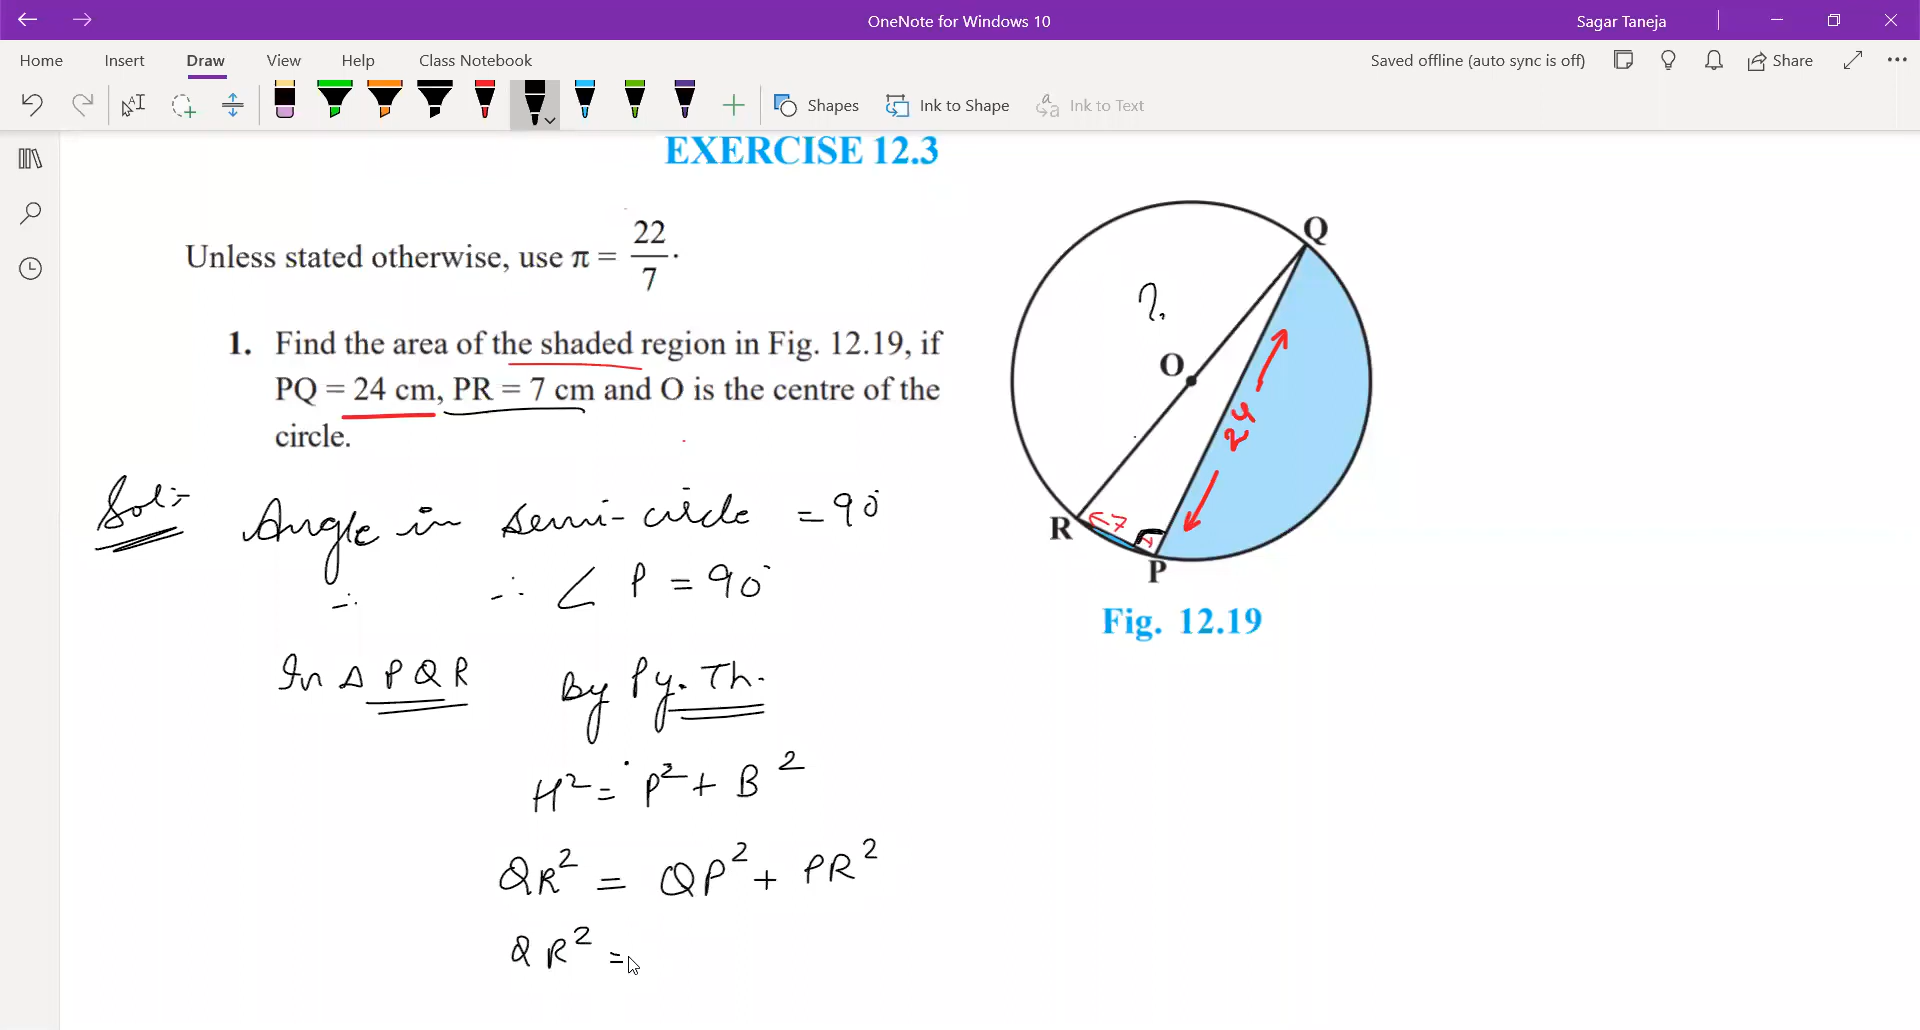 OneNote for Windows 10
Sagar Taneja
Home Insert Draw View Help Class Notebook
Saved offline (auto sync is off) Share
Shapes Ink to Shape Ink to Text
EXERCISE 12.3
Unless stated otherwise, use π = 22/7.
1. Find the area of the shaded region in Fig. 12.19, if
PQ = 24 cm, PR = 7 cm and O is the centre of the
circle.
Q
?
O
24
R
7
P
Fig. 12.19
Sol:-
Angle in semi-circle = 90°
∴ ∴ ∠ P = 90°
In Δ PQR By Py. Th.
H² = P² + B²
QR² = QP² + PR²
QR² =